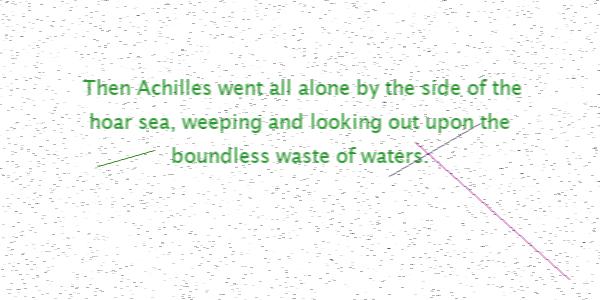 Then Achilles went all alone by the side of the
hoar sea, weeping and looking out upon the
boundless waste of waters.